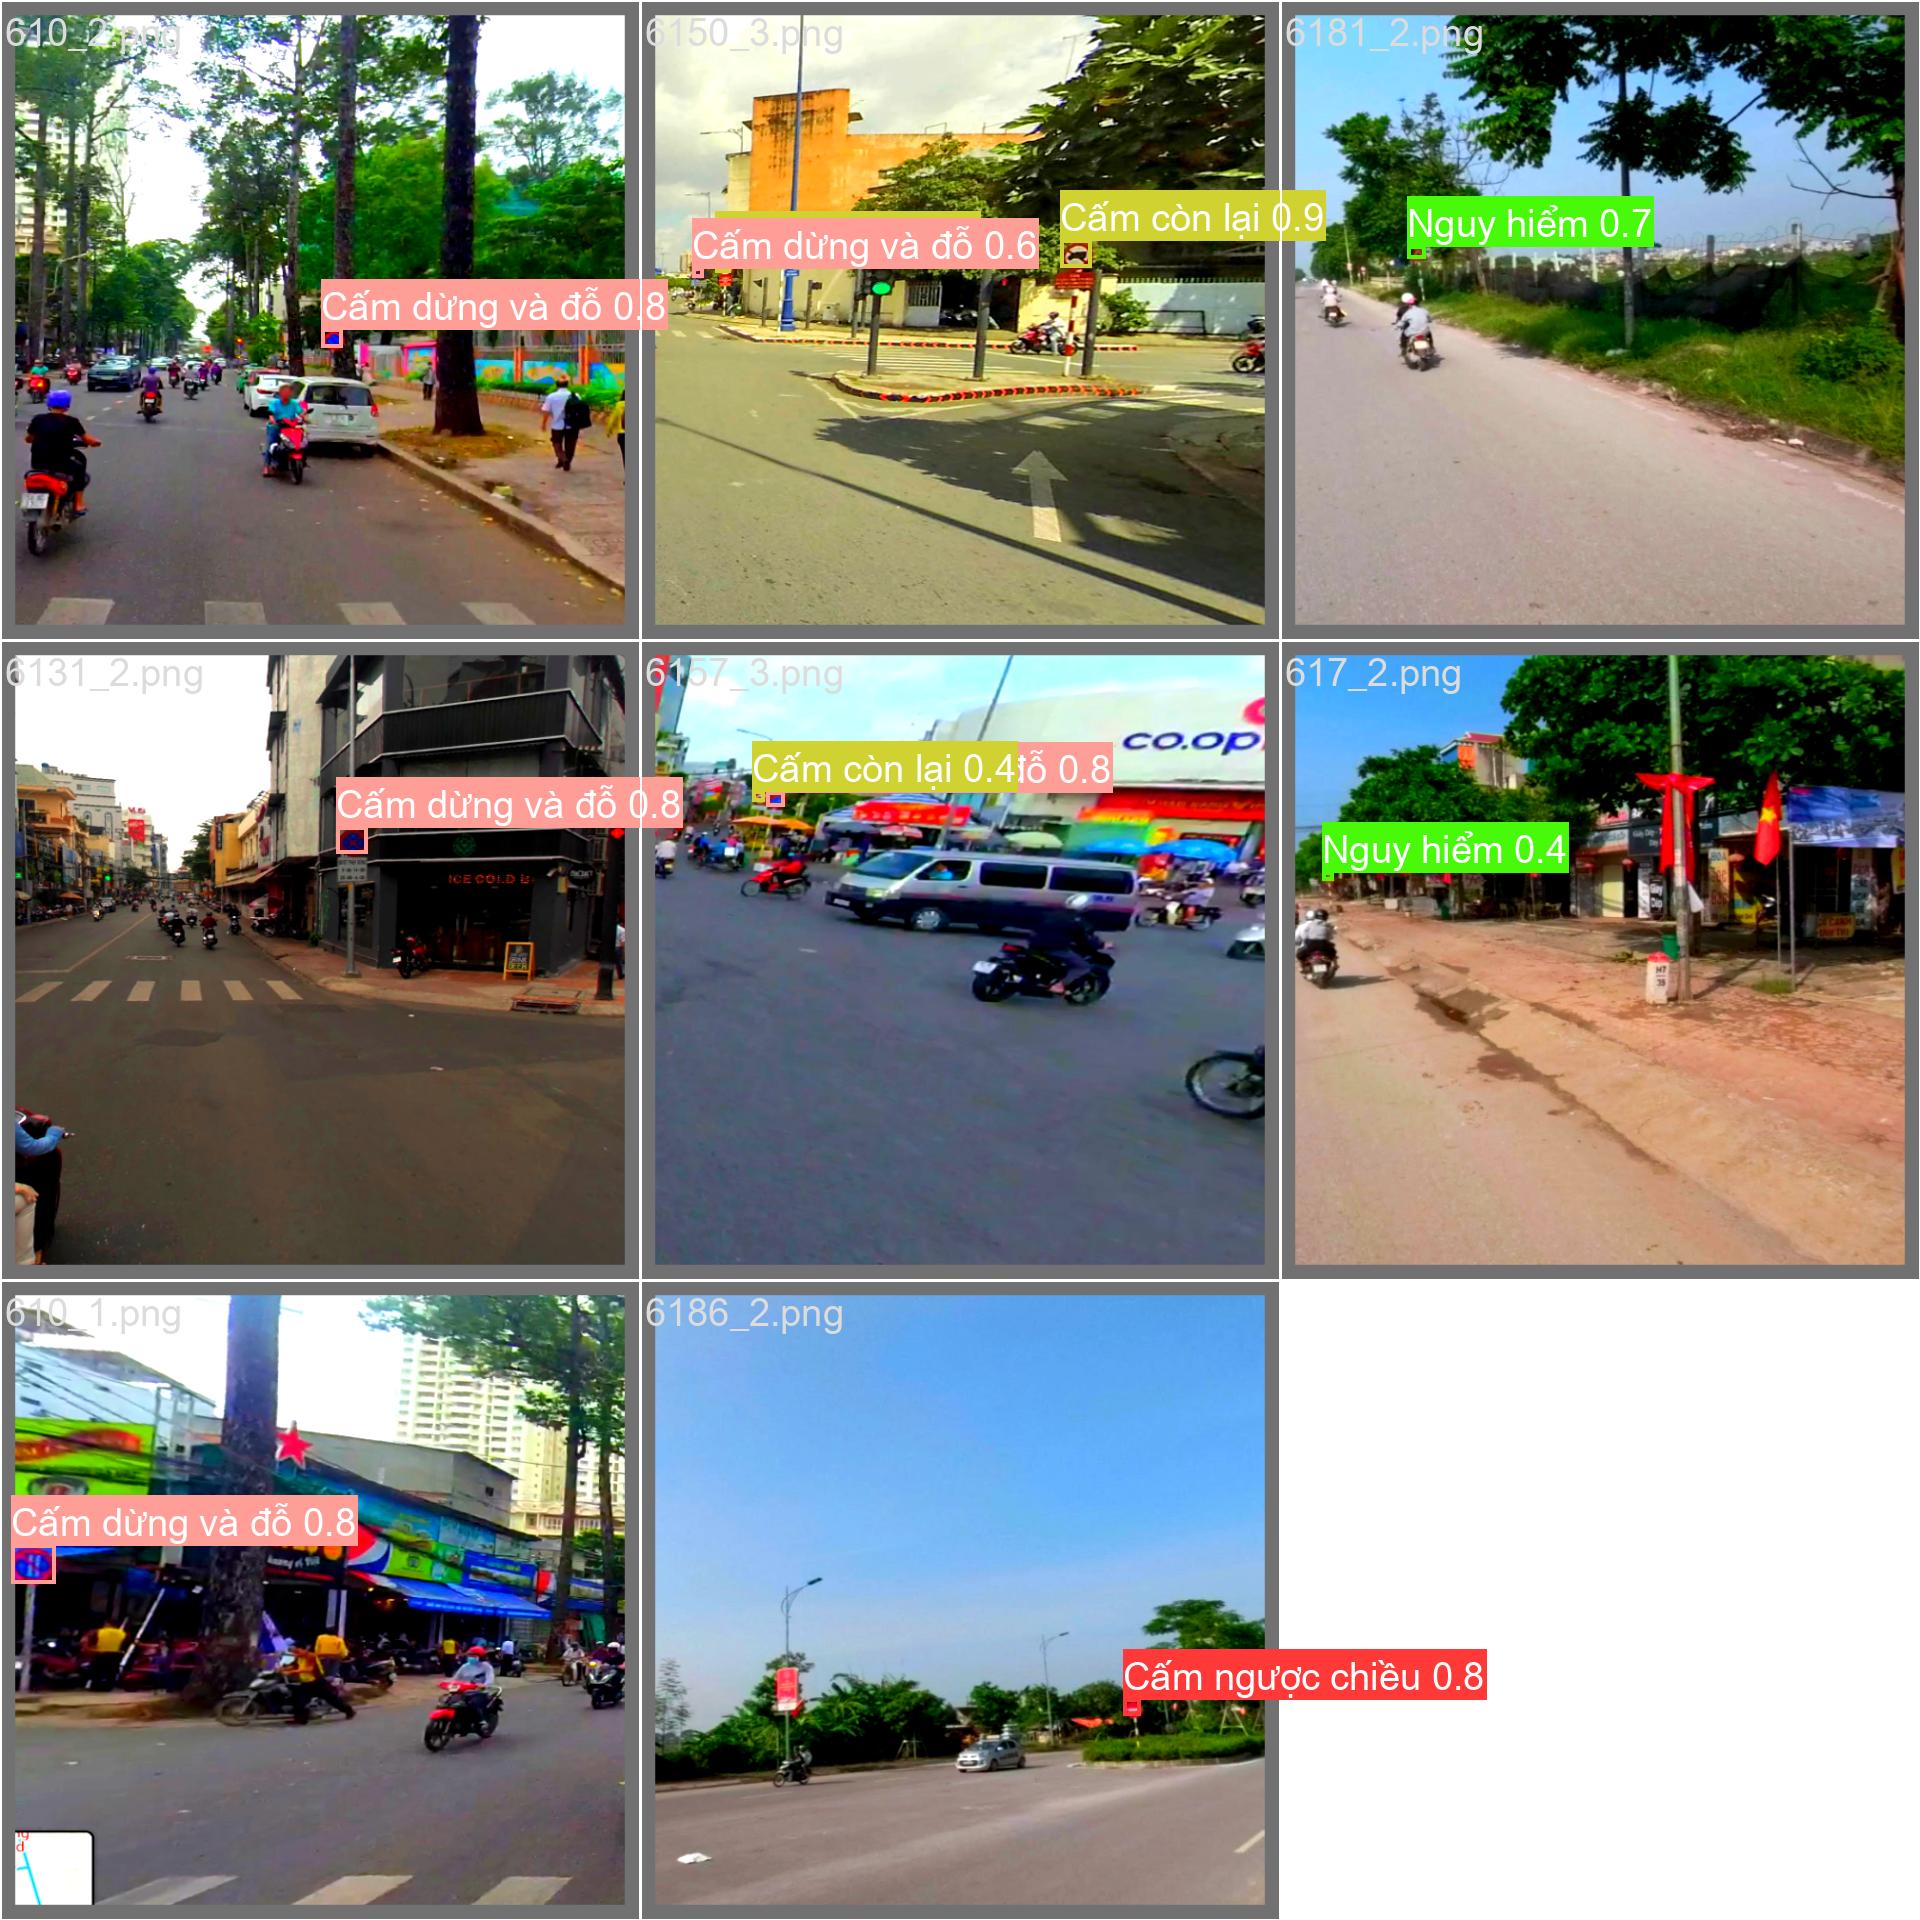 610_2.png
Cấm dừng và đỗ 0.8
6150_3.png
Cấm dừng và đỗ 0.6
Cấm còn lại 0.9
6181_2.png
Nguy hiểm 0.7
6131_2.png
Cấm dừng và đỗ 0.8
ICE COLD B
6157_3.png
co.op
Cấm còn lại 0.4
đỗ 0.8
617_2.png
Nguy hiểm 0.4
H7
610_1.png
Cấm dừng và đỗ 0.8
6186_2.png
Cấm ngược chiều 0.8